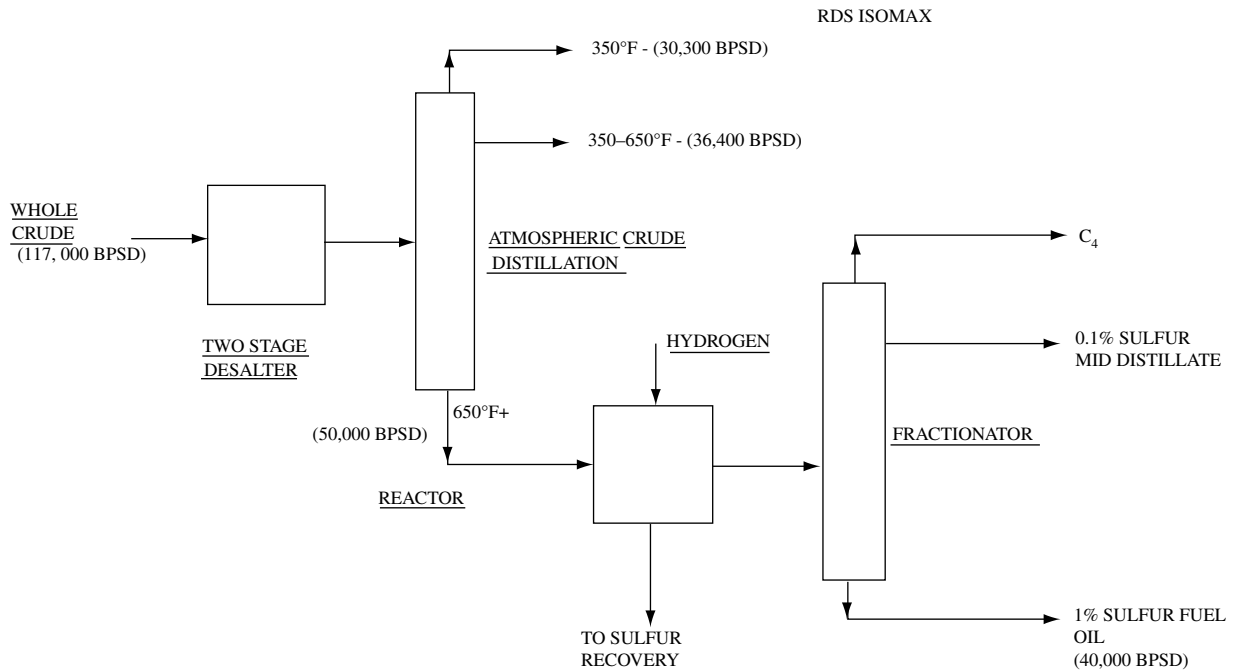 RDS ISOMAX
350°F - (30,300 BPSD)
350–650°F - (36,400 BPSD)
WHOLE
CRUDE
(117, 000 BPSD)
ATMOSPHERIC CRUDE
DISTILLATION
C4
TWO STAGE
DESALTER
HYDROGEN
0.1% SULFUR
MID DISTILLATE
650°F+
(50,000 BPSD)
FRACTIONATOR
REACTOR
TO SULFUR
RECOVERY
1% SULFUR FUEL
OIL
(40,000 BPSD)